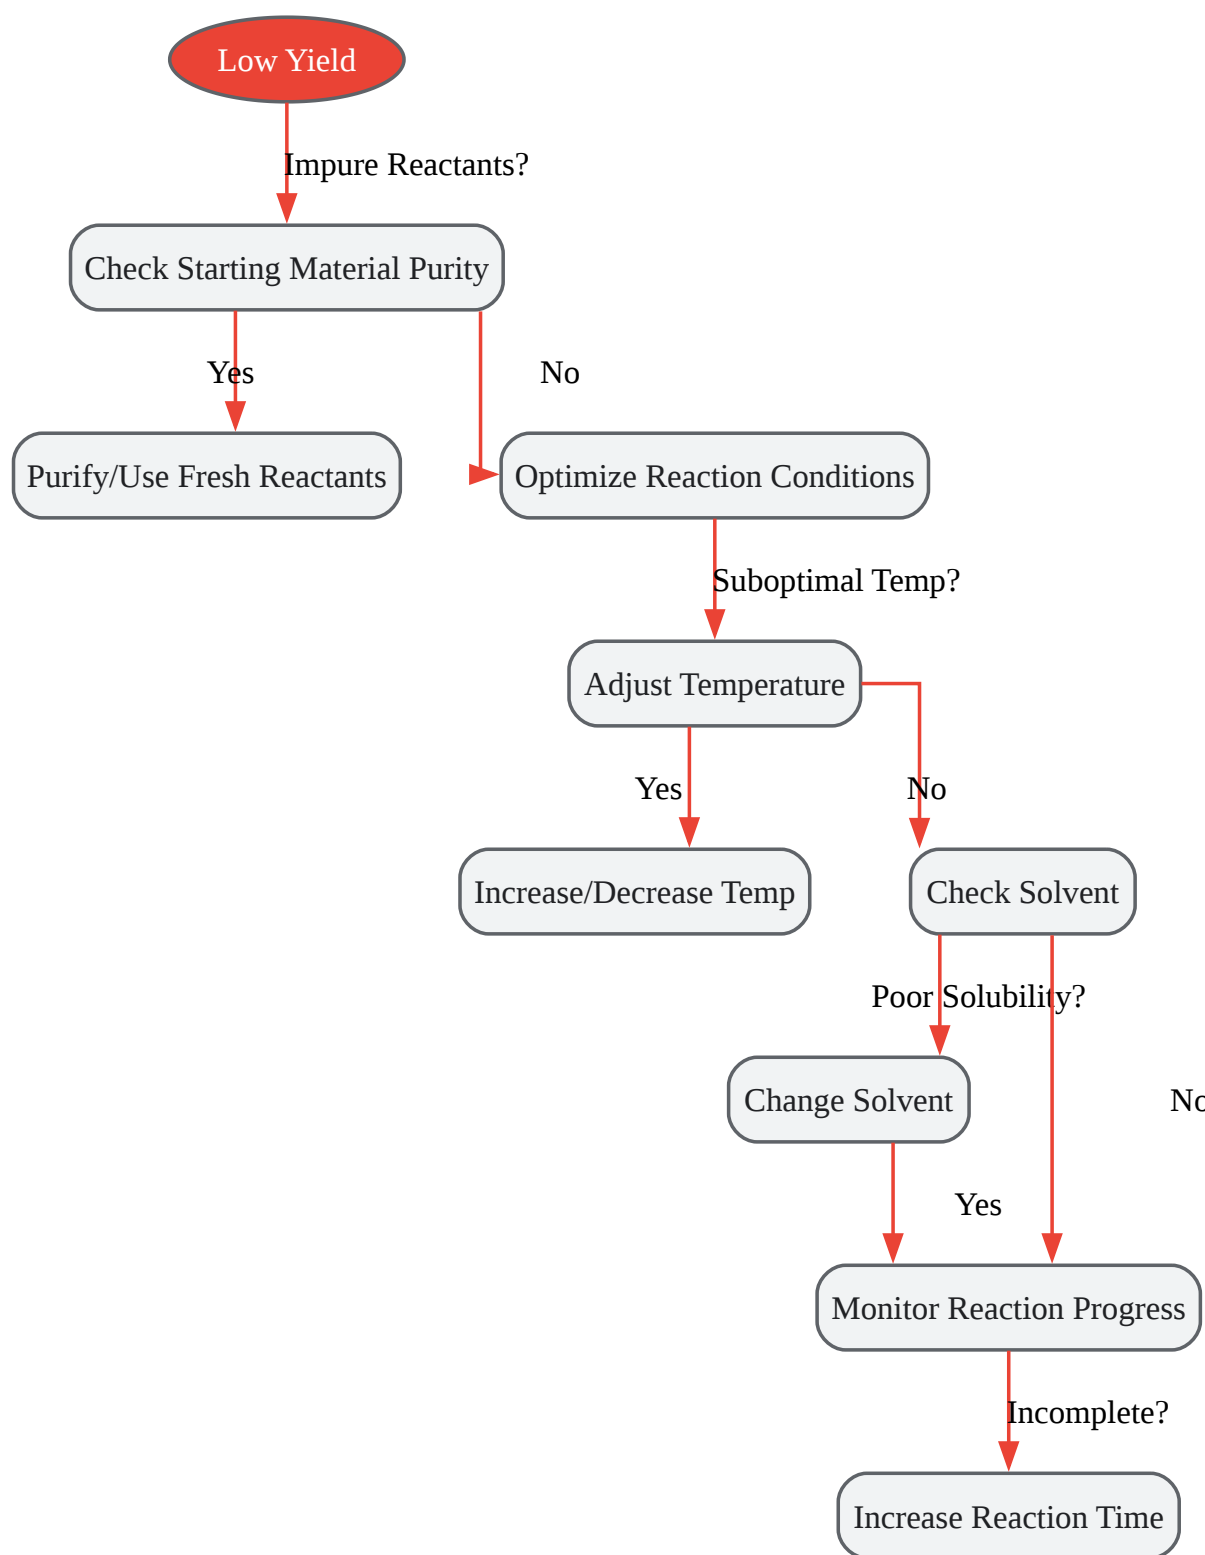 Low Yield
Impure Reactants?
Check Starting Material Purity
Yes
No
Purify/Use Fresh Reactants
Optimize Reaction Conditions
Suboptimal Temp?
Adjust Temperature
Yes
No
Increase/Decrease Temp
Check Solvent
Poor Solubility?
Change Solvent
No
Yes
Monitor Reaction Progress
Incomplete?
Increase Reaction Time